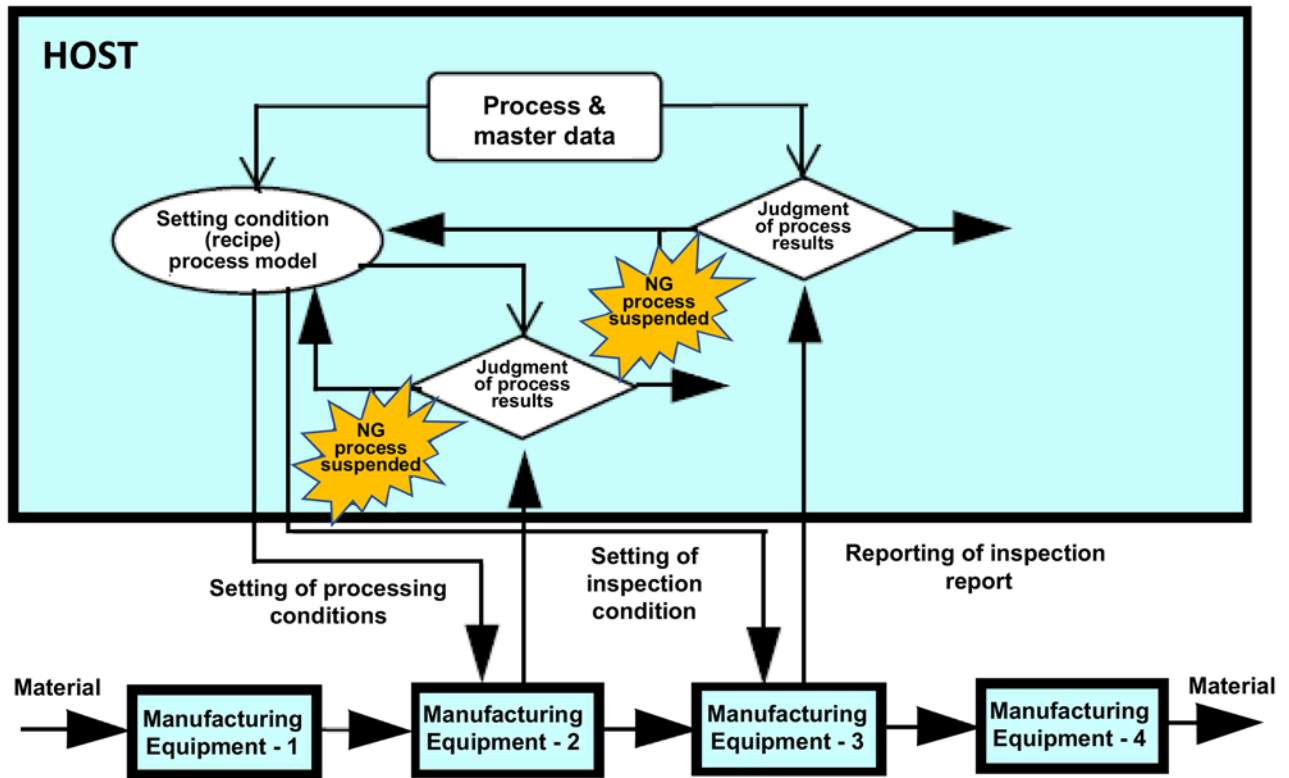 HOST
Process &
master data
Setting condition
(recipe)
process model
Judgment
of process
results
NG
process
suspended
Judgment
of process
results
NG
process
suspended
Setting of processing
conditions
Setting of
inspection
condition
Reporting of inspection
report
Material
Manufacturing
Equipment - 1
Manufacturing
Equipment - 2
Manufacturing
Equipment - 3
Manufacturing
Equipment - 4
Material